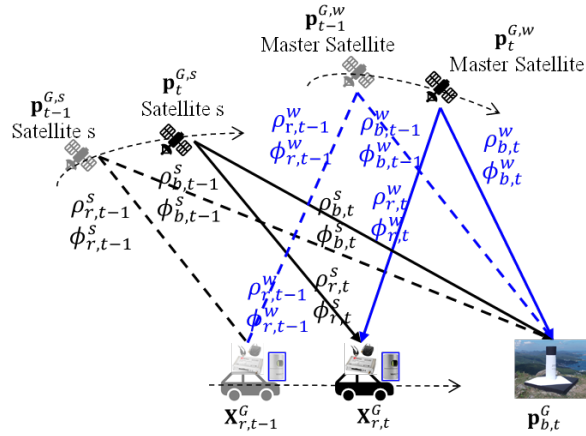 𝐩_{t-1}^{G,w}
Master Satellite
𝐩_{t}^{G,w}
Master Satellite
𝐩_{t-1}^{G,s}
Satellite s
𝐩_{t}^{G,s}
Satellite s
ρ_{r,t-1}^{w}
ϕ_{r,t-1}^{w}
ρ_{b,t-1}^{w}
ϕ_{b,t-1}^{w}
ρ_{b,t}^{w}
ϕ_{b,t}^{w}
ρ_{r,t-1}^{s}
ϕ_{r,t-1}^{s}
ρ_{b,t-1}^{s}
ϕ_{b,t-1}^{s}
ρ_{b,t}^{s}
ϕ_{b,t}^{s}
ρ_{r,t}^{w}
ϕ_{r,t}^{w}
ρ_{r,t-1}^{w}
ϕ_{r,t-1}^{w}
ρ_{r,t}^{s}
ϕ_{r,t}^{s}
𝐗_{r,t-1}^{G}
𝐗_{r,t}^{G}
𝐩_{b,t}^{G}